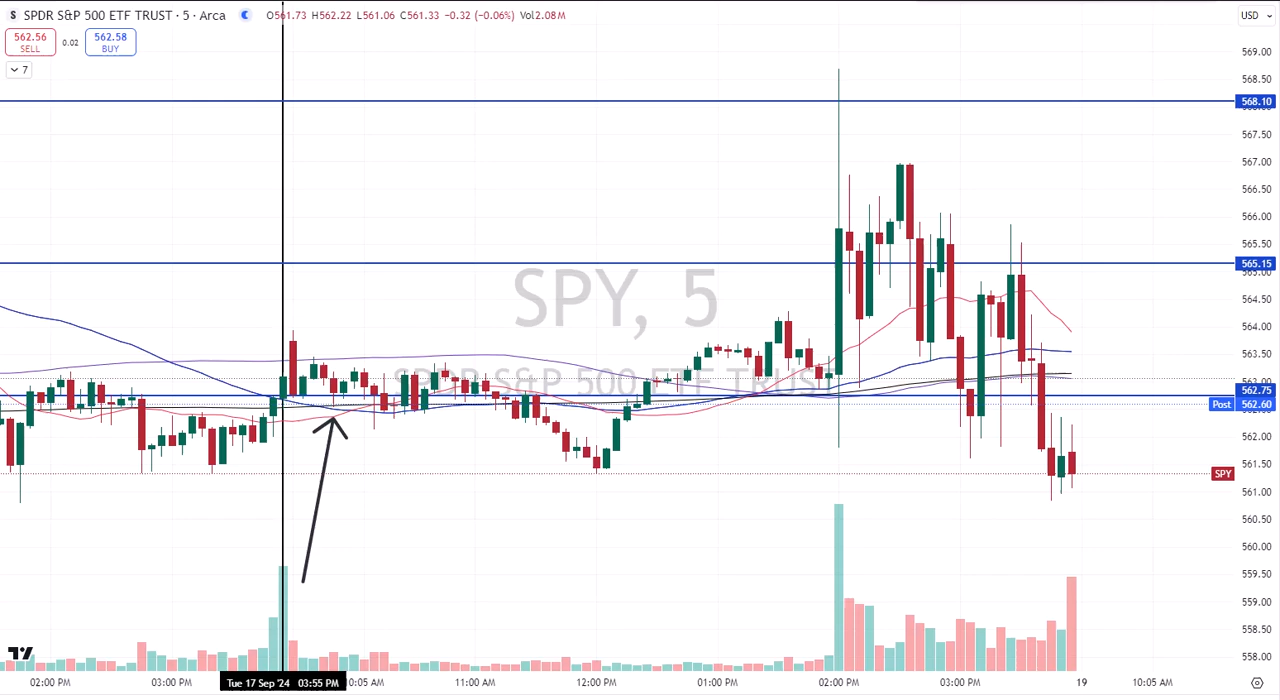 S SPDR S&P 500 ETF TRUST · 5 · Arca O561.73 H562.22 L561.06 C561.33 −0.32 (−0.06%) Vol2.08M
USD
562.56 0.02 562.58
SELL BUY
7
569.00
568.50
568.10
567.50
567.00
566.50
566.00
565.50
565.15
565.00
564.50
564.00
563.50
563.00
562.75
Post 562.60
562.00
SPY 561.50
561.00
560.50
560.00
559.50
559.00
558.50
558.00
SPY, 5
SPDR S&P 500 ETF TRUST
02:00 PM 03:00 PM Tue 17 Sep '24 03:55 PM 0:05 AM 11:00 AM 12:00 PM 01:00 PM 02:00 PM 03:00 PM 19 10:05 AM